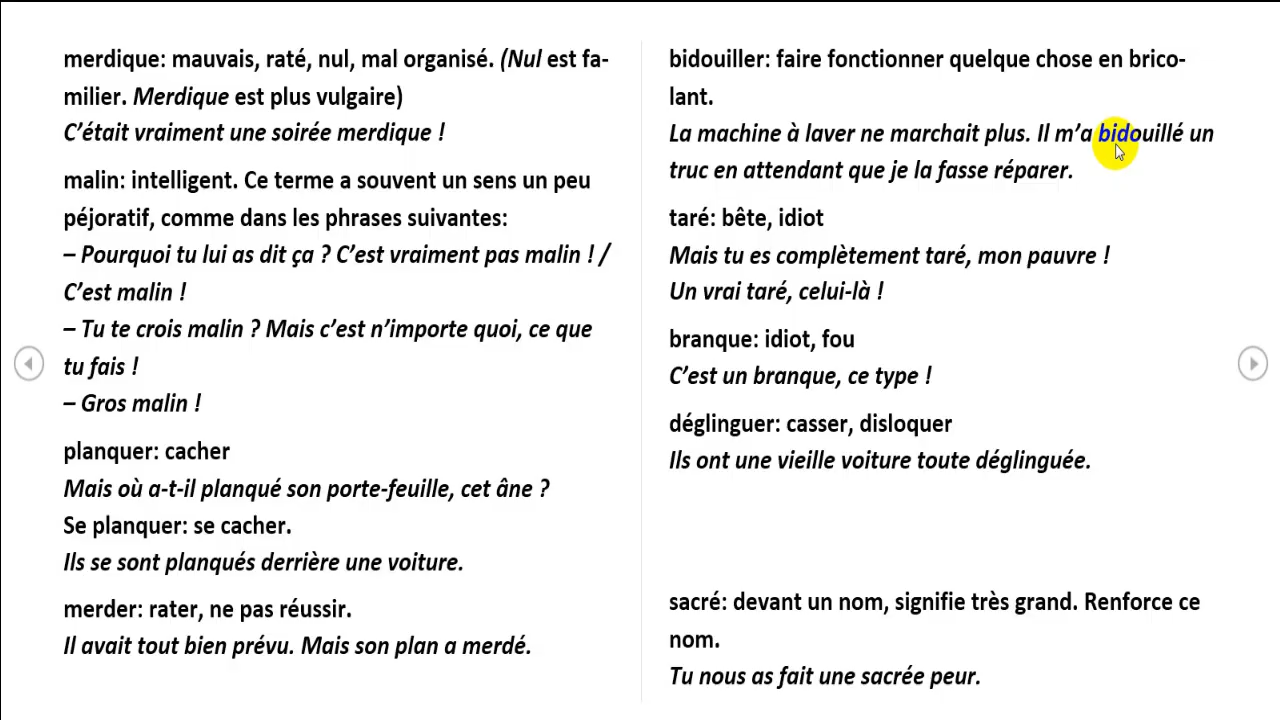 merdique: mauvais, raté, nul, mal organisé. (Nul est fa-
milier. Merdique est plus vulgaire)
C’était vraiment une soirée merdique !
malin: intelligent. Ce terme a souvent un sens un peu
péjoratif, comme dans les phrases suivantes:
– Pourquoi tu lui as dit ça ? C’est vraiment pas malin ! /
C’est malin !
– Tu te crois malin ? Mais c’est n’importe quoi, ce que
tu fais !
– Gros malin !
planquer: cacher
Mais où a-t-il planqué son porte-feuille, cet âne ?
Se planquer: se cacher.
Ils se sont planqués derrière une voiture.
merder: rater, ne pas réussir.
Il avait tout bien prévu. Mais son plan a merdé.
bidouiller: faire fonctionner quelque chose en brico-
lant.
La machine à laver ne marchait plus. Il m’a bidouillé un
truc en attendant que je la fasse réparer.
taré: bête, idiot
Mais tu es complètement taré, mon pauvre !
Un vrai taré, celui-là !
branque: idiot, fou
C’est un branque, ce type !
déglinguer: casser, disloquer
Ils ont une vieille voiture toute déglinguée.
sacré: devant un nom, signifie très grand. Renforce ce
nom.
Tu nous as fait une sacrée peur.